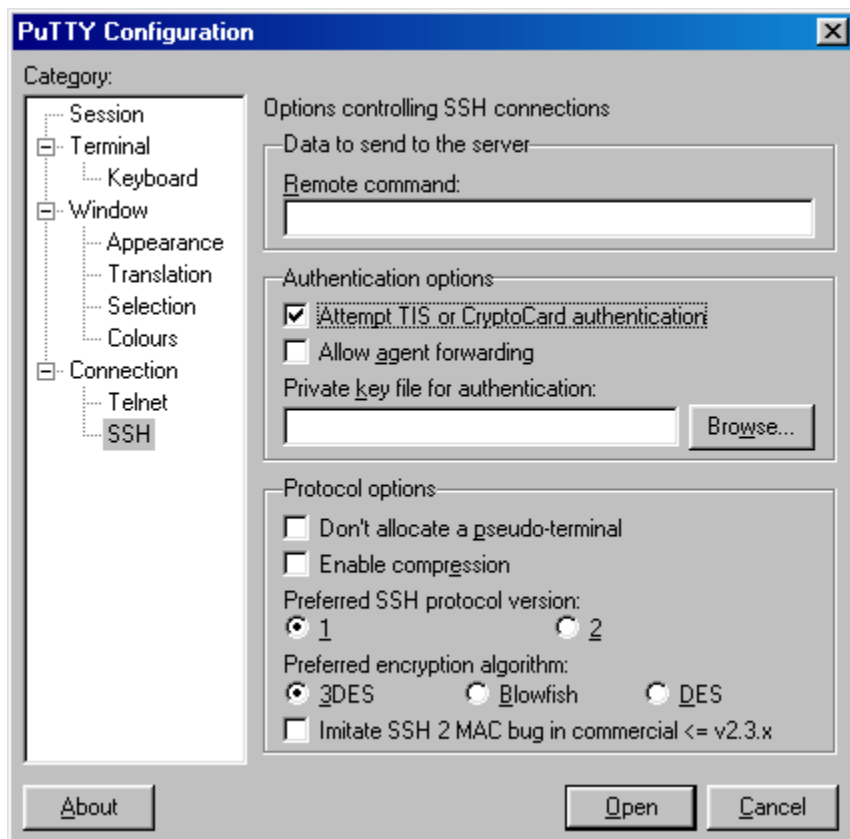 PuTTY Configuration
Category:
Session
Terminal
Keyboard
Window
Appearance
Translation
Selection
Colours
Connection
Telnet
SSH
Options controlling SSH connections
Data to send to the server
Remote command:
Authentication options
Attempt TIS or CryptoCard authentication
Allow agent forwarding
Private key file for authentication:
Browse...
Protocol options
Don't allocate a pseudo-terminal
Enable compression
Preferred SSH protocol version:
1 2
Preferred encryption algorithm:
3DES Blowfish DES
Imitate SSH 2 MAC bug in commercial <= v2.3.x
About Open Cancel